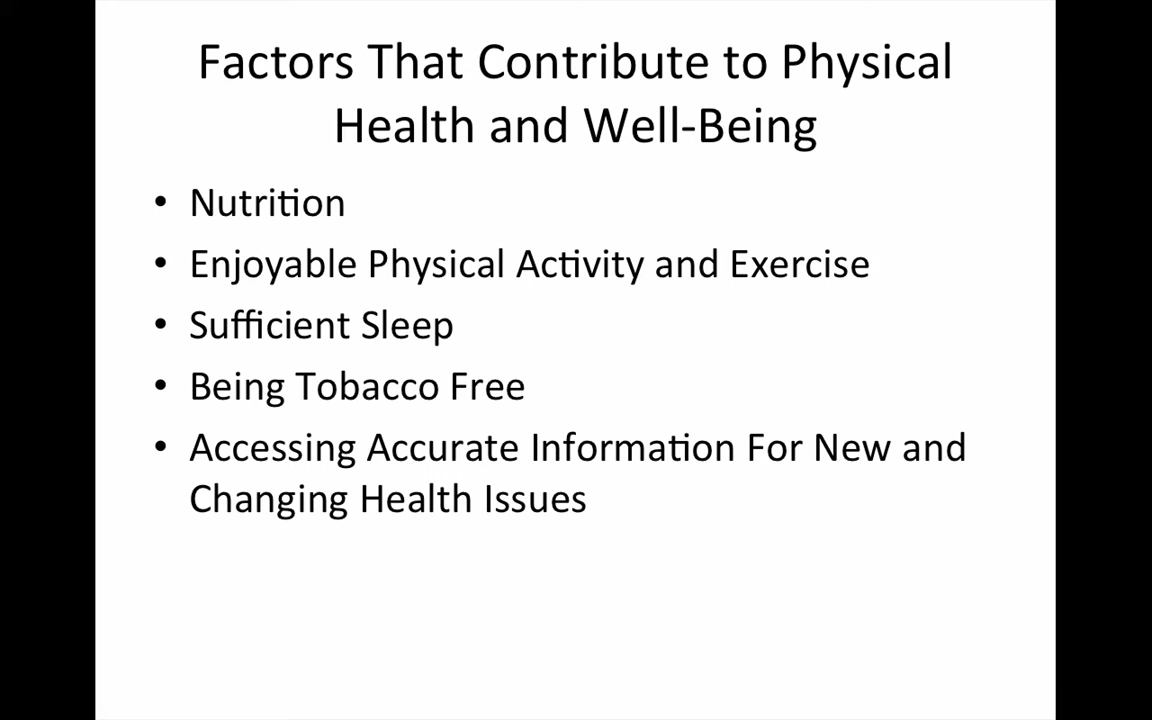 Factors That Contribute to Physical
Health and Well-Being
• Nutrition
• Enjoyable Physical Activity and Exercise
• Sufficient Sleep
• Being Tobacco Free
• Accessing Accurate Information For New and
Changing Health Issues